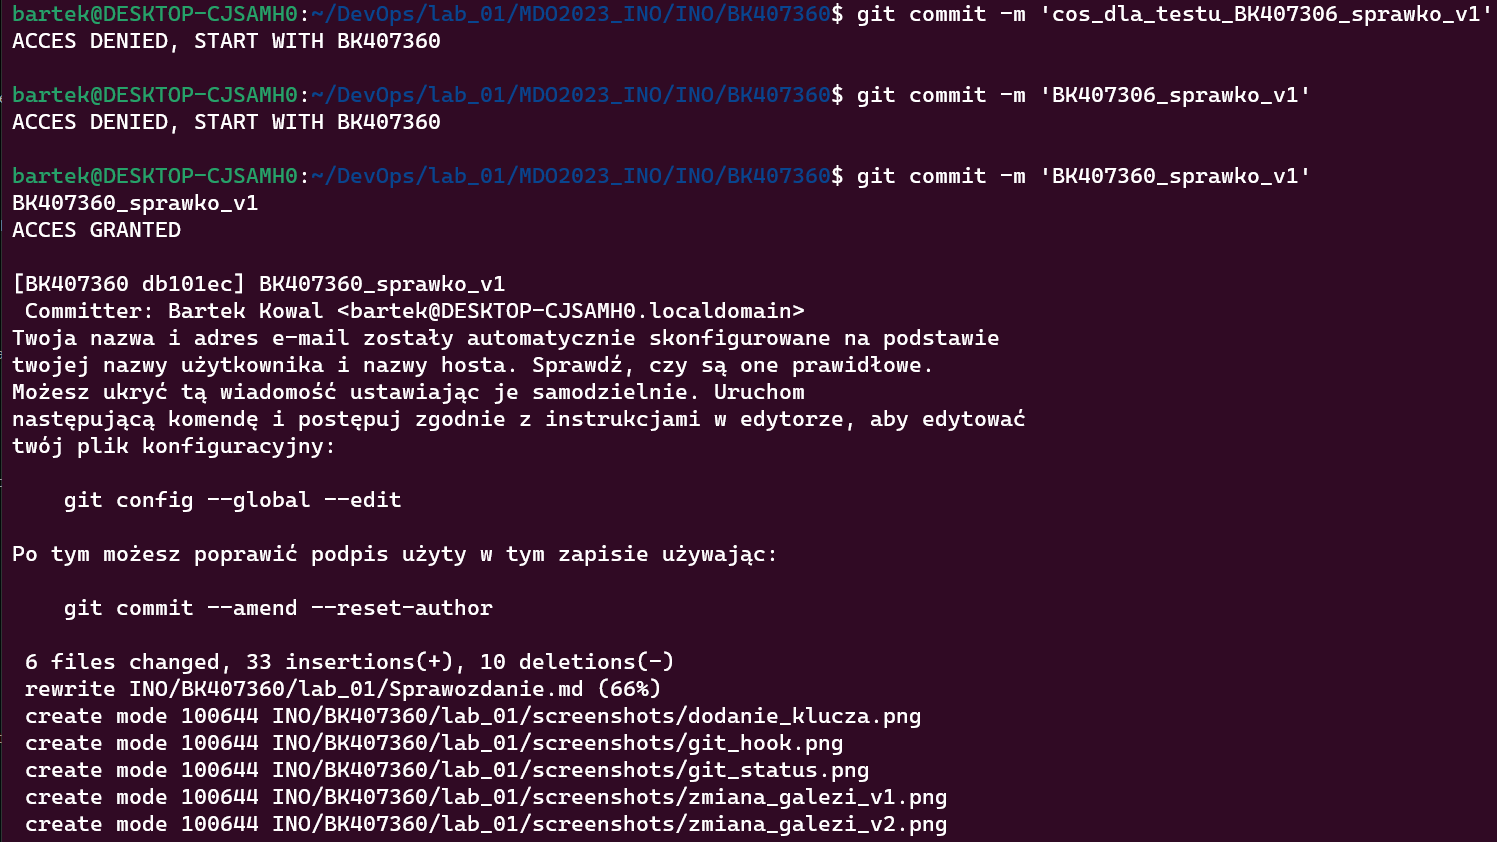 bartek@DESKTOP-CJSAMH0:~/DevOps/lab_01/MDO2023_INO/INO/BK407360$ git commit -m 'cos_dla_testu_BK407306_sprawko_v1'
ACCES DENIED, START WITH BK407360
bartek@DESKTOP-CJSAMH0:~/DevOps/lab_01/MDO2023_INO/INO/BK407360$ git commit -m 'BK407306_sprawko_v1'
ACCES DENIED, START WITH BK407360
bartek@DESKTOP-CJSAMH0:~/DevOps/lab_01/MDO2023_INO/INO/BK407360$ git commit -m 'BK407360_sprawko_v1'
BK407360_sprawko_v1
ACCES GRANTED
[BK407360 db101ec] BK407360_sprawko_v1
Committer: Bartek Kowal <bartek@DESKTOP-CJSAMH0.localdomain>
Twoja nazwa i adres e-mail zostały automatycznie skonfigurowane na podstawie
twojej nazwy użytkownika i nazwy hosta. Sprawdź, czy są one prawidłowe.
Możesz ukryć tą wiadomość ustawiając je samodzielnie. Uruchom
następującą komendę i postępuj zgodnie z instrukcjami w edytorze, aby edytować
twój plik konfiguracyjny:
git config --global --edit
Po tym możesz poprawić podpis użyty w tym zapisie używając:
git commit --amend --reset-author
6 files changed, 33 insertions(+), 10 deletions(-)
rewrite INO/BK407360/lab_01/Sprawozdanie.md (66%)
create mode 100644 INO/BK407360/lab_01/screenshots/dodanie_klucza.png
create mode 100644 INO/BK407360/lab_01/screenshots/git_hook.png
create mode 100644 INO/BK407360/lab_01/screenshots/git_status.png
create mode 100644 INO/BK407360/lab_01/screenshots/zmiana_galezi_v1.png
create mode 100644 INO/BK407360/lab_01/screenshots/zmiana_galezi_v2.png